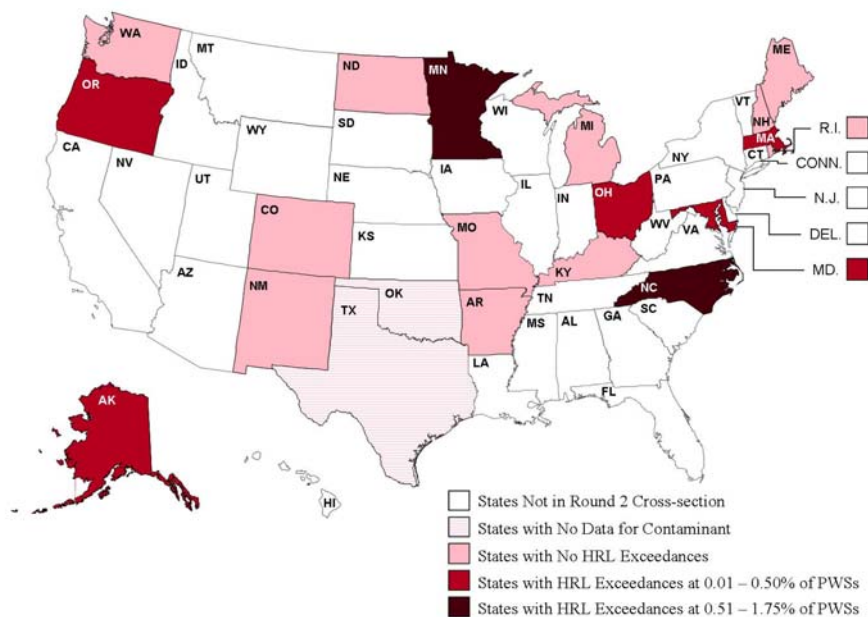 WA
MT
ND
MN
ME
OR
ID
VT
SD
WI
NH
WY
MI
MA
R.I.
CA
NV
IA
NY
CT
CONN.
NE
PA
UT
IL
IN
OH
N.J.
CO
WV
VA
DEL.
KS
MO
KY
MD.
AZ
NM
OK
AR
TN
NC
TX
MS
AL
GA
SC
LA
FL
AK
HI
States Not in Round 2 Cross-section
States with No Data for Contaminant
States with No HRL Exceedances
States with HRL Exceedances at 0.01 – 0.50% of PWSs
States with HRL Exceedances at 0.51 – 1.75% of PWSs